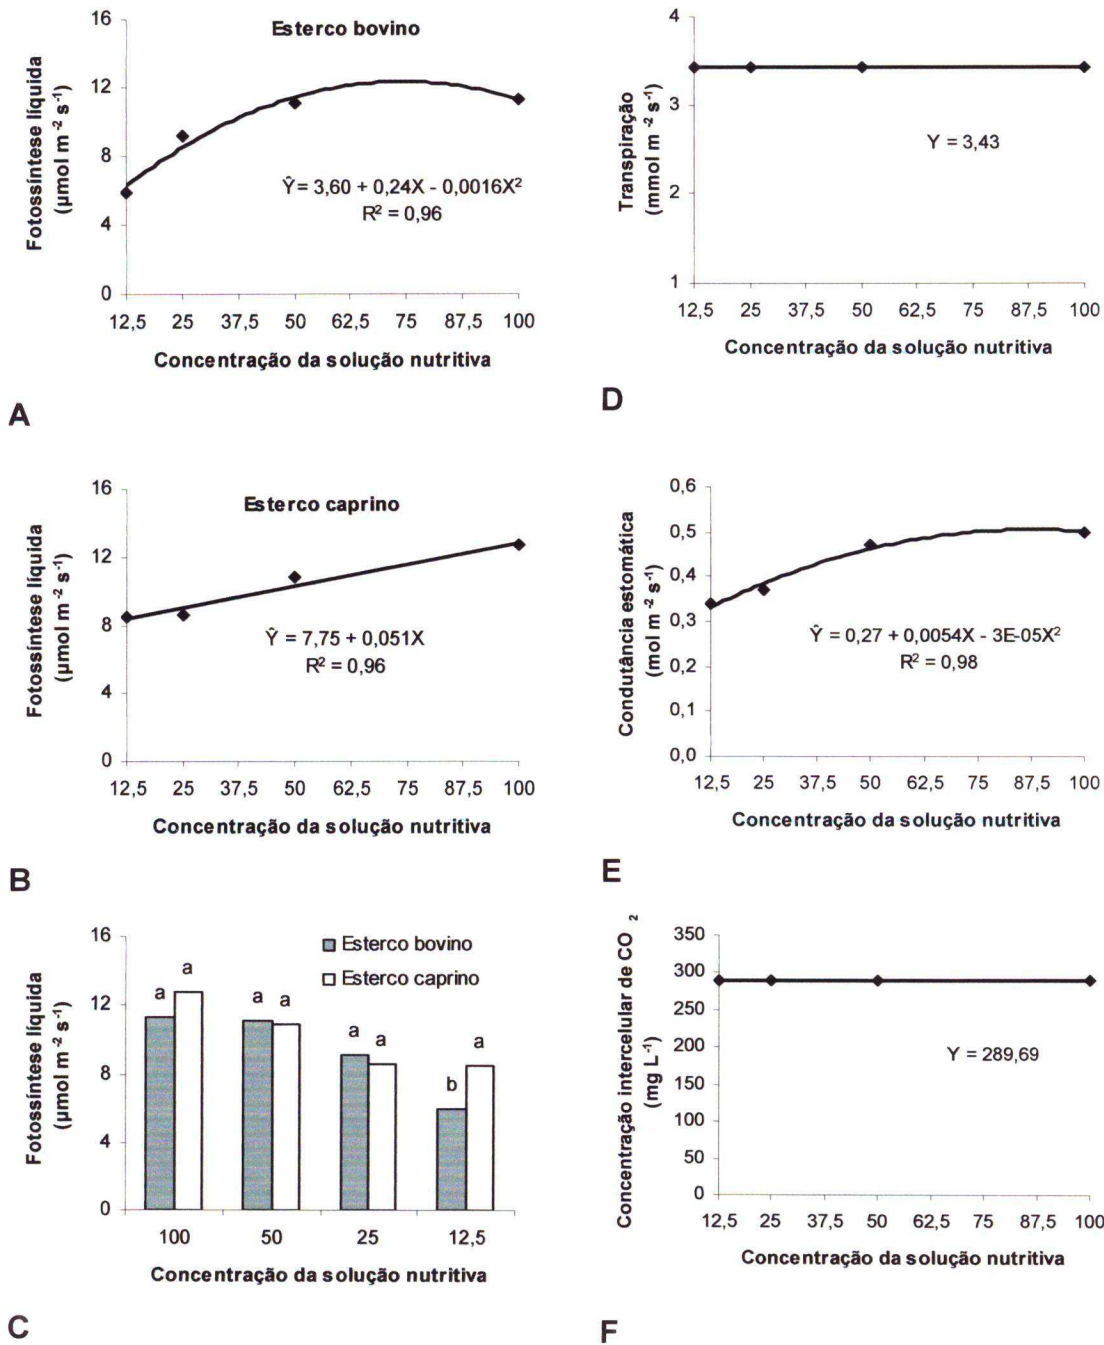 Esterco bovino
Fotossíntese líquida
(µmol m⁻² s⁻¹)
16
12
8
4
0
Ŷ= 3,60 + 0,24X - 0,0016X²
R² = 0,96
12,5 25 37,5 50 62,5 75 87,5 100
Concentração da solução nutritiva
A
Transpiração
(mmol m⁻² s⁻¹)
4
3
2
1
Y = 3,43
12,5 25 37,5 50 62,5 75 87,5 100
Concentração da solução nutritiva
D
Esterco caprino
Fotossíntese líquida
(µmol m⁻² s⁻¹)
16
12
8
4
0
Ŷ = 7,75 + 0,051X
R² = 0,96
12,5 25 37,5 50 62,5 75 87,5 100
Concentração da solução nutritiva
B
Condutância estomática
(mol m⁻² s⁻¹)
0,6
0,5
0,4
0,3
0,2
0,1
0,0
Ŷ = 0,27 + 0,0054X - 3E-05X²
R² = 0,98
12,5 25 37,5 50 62,5 75 87,5 100
Concentração da solução nutritiva
E
Fotossíntese líquida
(µmol m⁻² s⁻¹)
16
12
8
4
0
Esterco bovino
Esterco caprino
a a a a a a b a
100 50 25 12,5
Concentração da solução nutritiva
C
Concentração intercelular de CO₂
(mg L⁻¹)
350
300
250
200
150
100
50
0
Y = 289,69
12,5 25 37,5 50 62,5 75 87,5 100
Concentração da solução nutritiva
F